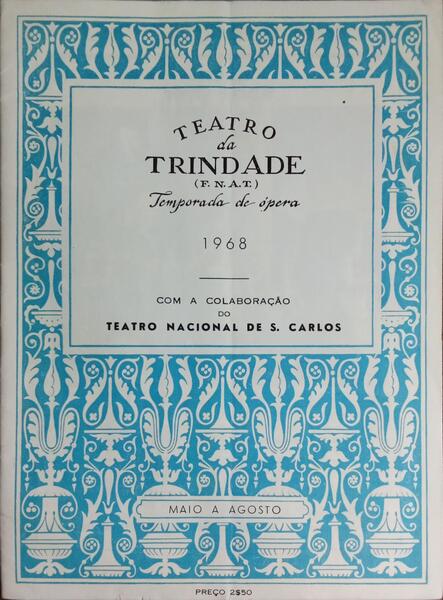 TEATRO
da
TRINDADE
(F. N. A. T.)
Temporada de ópera
1968
COM A COLABORAÇÃO
DO
TEATRO NACIONAL DE S. CARLOS
MAIO A AGOSTO
PREÇO 2$50